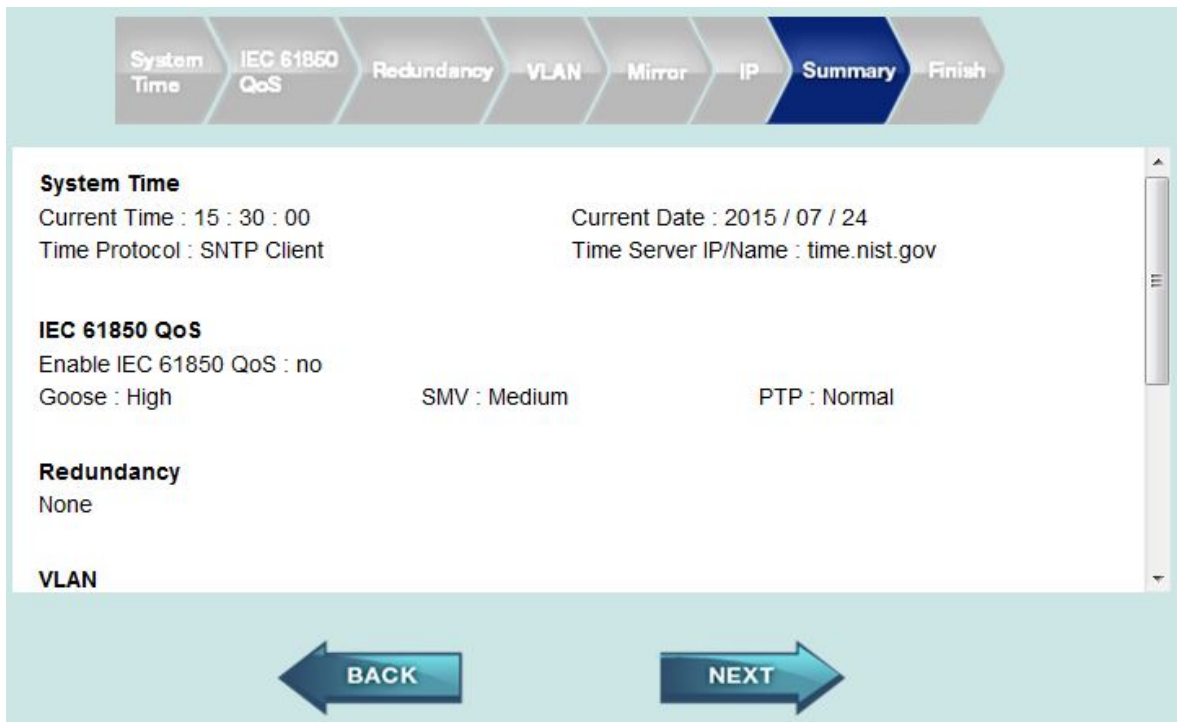 System Time
IEC 61850 QoS
Redundancy
VLAN
Mirror
IP
Summary
Finish
System Time
Current Time : 15 : 30 : 00
Current Date : 2015 / 07 / 24
Time Protocol : SNTP Client
Time Server IP/Name : time.nist.gov
IEC 61850 QoS
Enable IEC 61850 QoS : no
Goose : High
SMV : Medium
PTP : Normal
Redundancy
None
VLAN
BACK
NEXT